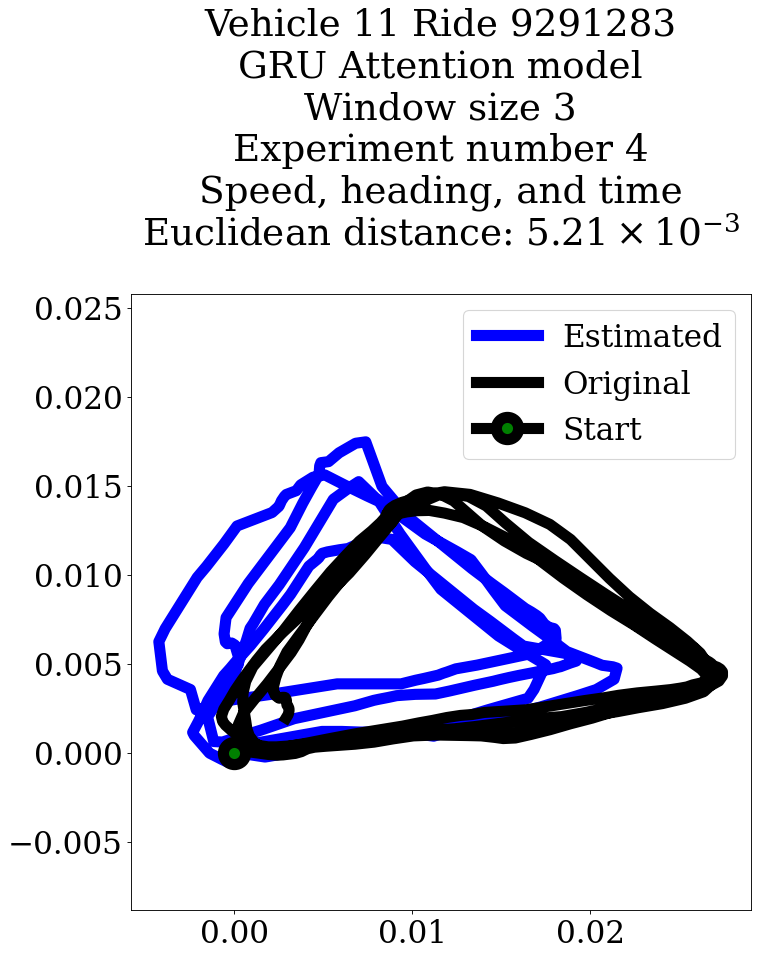 Vehicle 11 Ride 9291283
GRU Attention model
Window size 3
Experiment number 4
Speed, heading, and time
Euclidean distance: 5.21 × 10⁻³
0.025
Estimated
0.020
Original
Start
0.015
0.010
0.005
0.000
−0.005
0.00 0.01 0.02